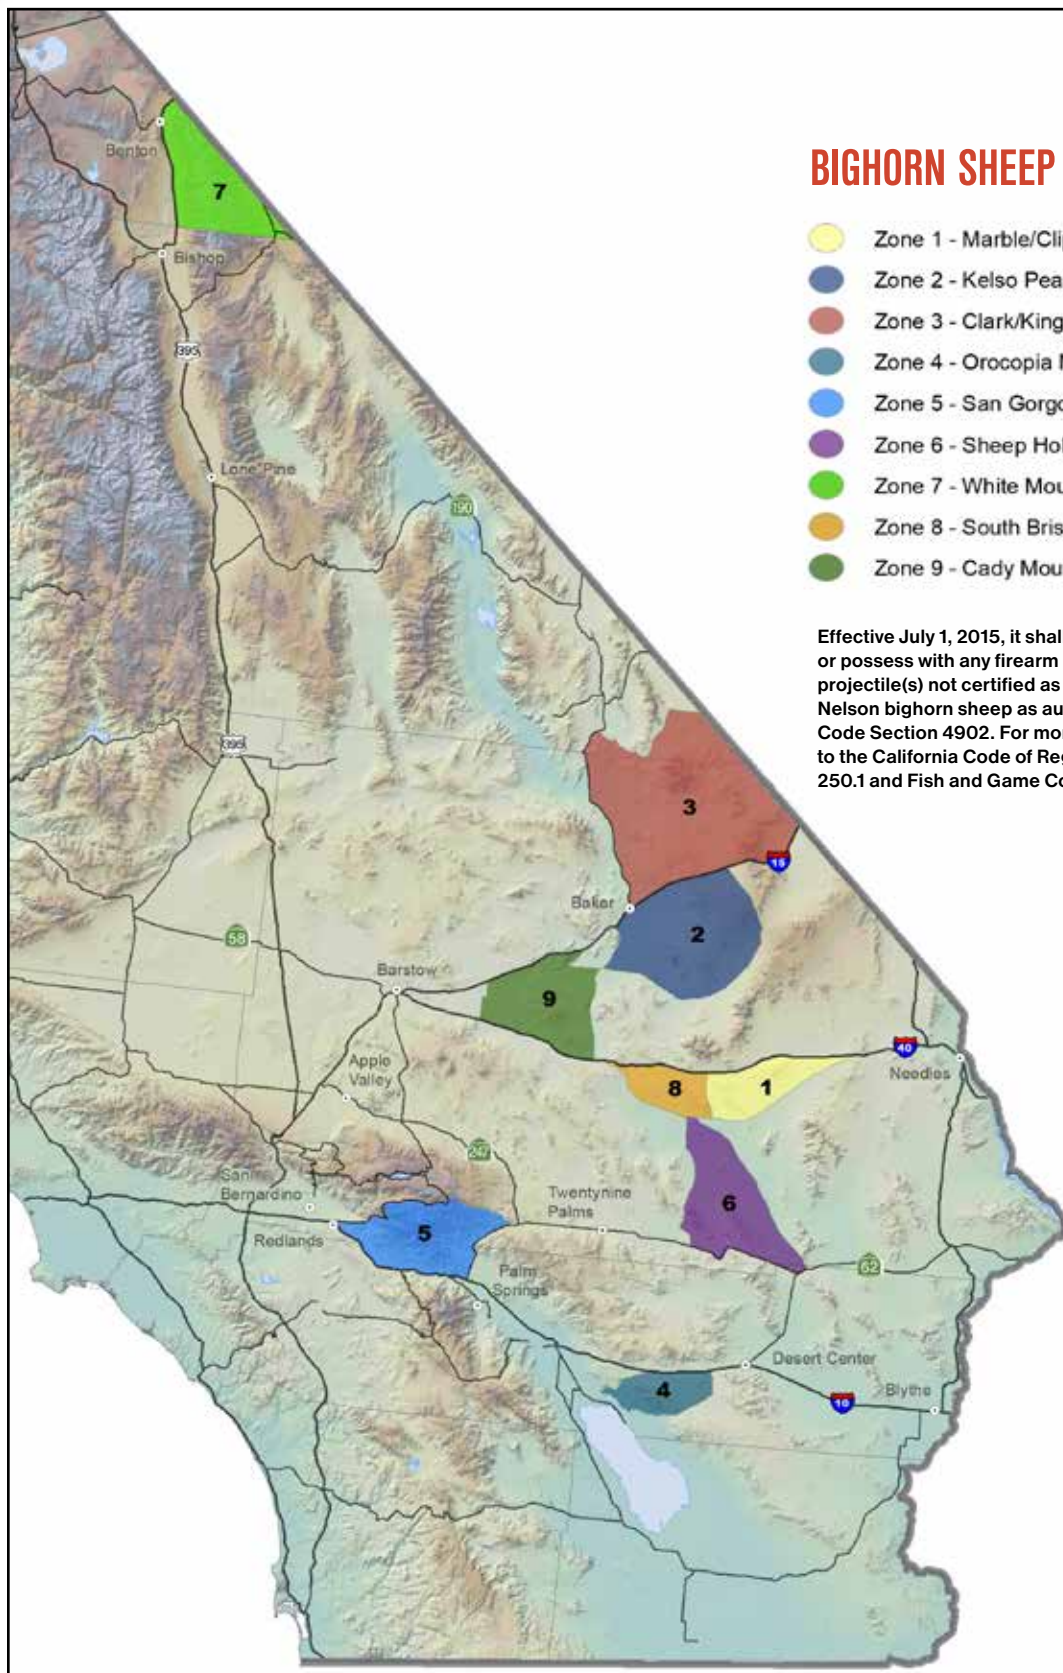 BIGHORN SHEEP
Zone 1 - Marble/Cli
Zone 2 - Kelso Pea
Zone 3 - Clark/King
Zone 4 - Orocopia
Zone 5 - San Gorgo
Zone 6 - Sheep Hol
Zone 7 - White Mou
Zone 8 - South Bris
Zone 9 - Cady Mou
Effective July 1, 2015, it shal
or possess with any firearm
projectile(s) not certified as
Nelson bighorn sheep as au
Code Section 4902. For mo
to the California Code of Reg
250.1 and Fish and Game Co
Benton
7
Bishop
395
Lone Pine
190
395
3
15
Baker
2
58
Barstow
9
Apple
Valley
40
Needles
8
1
247
San
Bernardino
Twentynine
Palms
6
5
Redlands
62
Palm
Springs
Desert Center
4
Blythe
10